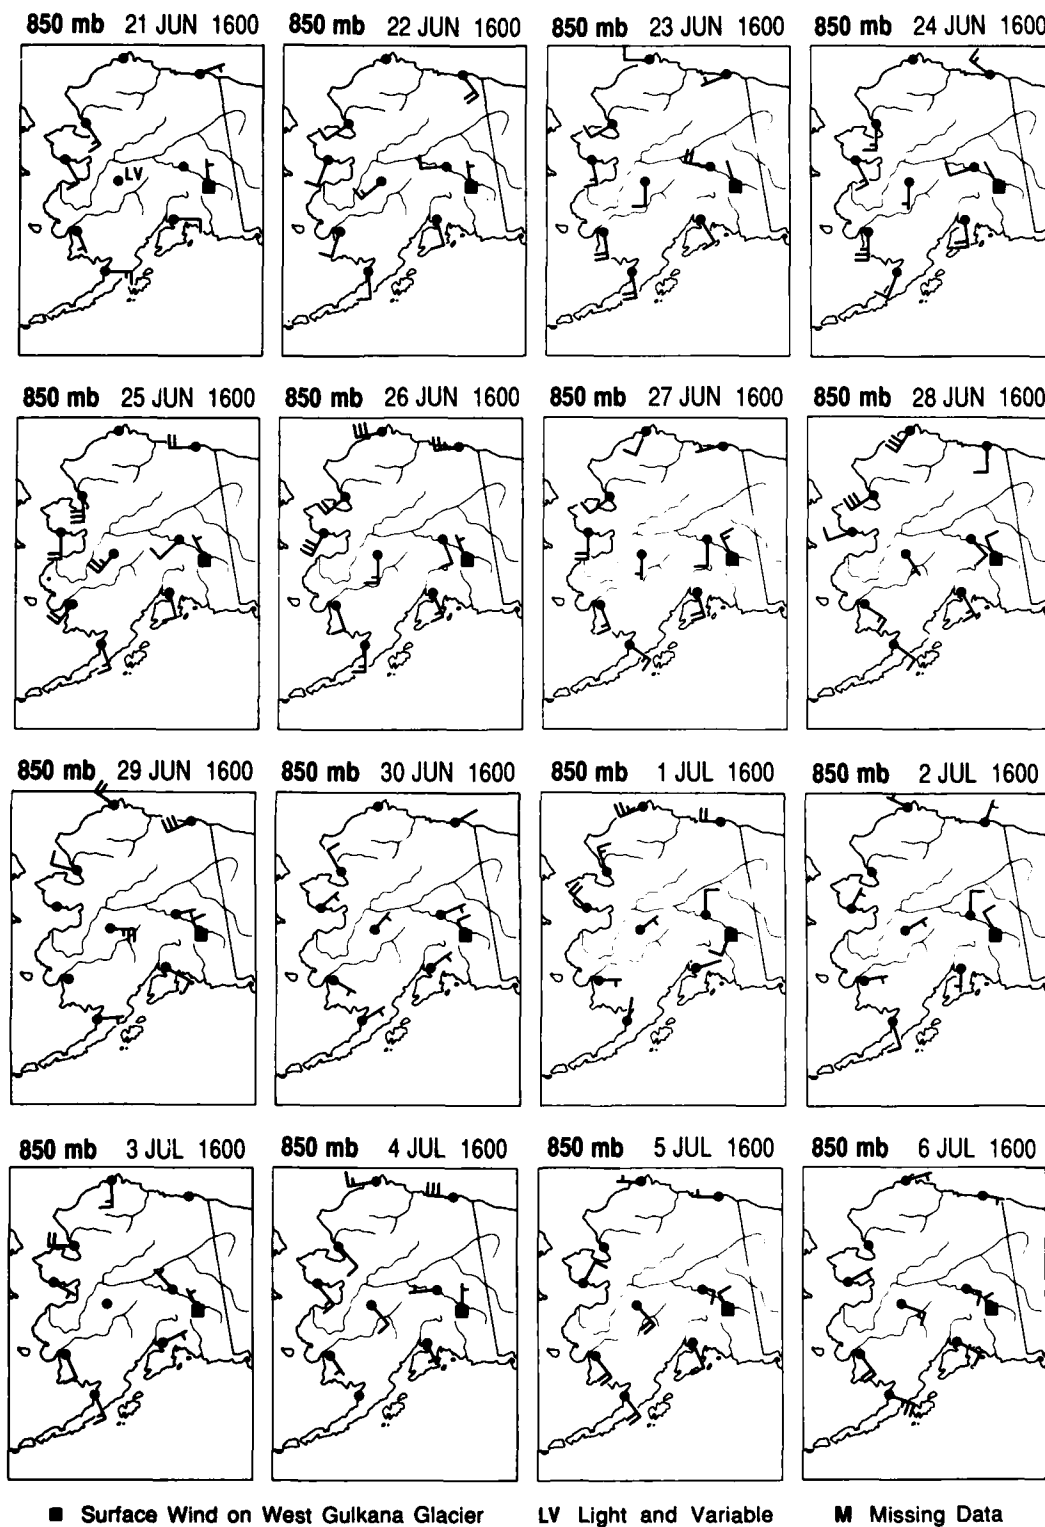 850 mb 21 JUN 1600
850 mb 22 JUN 1600
850 mb 23 JUN 1600
850 mb 24 JUN 1600
LV
850 mb 25 JUN 1600
850 mb 26 JUN 1600
850 mb 27 JUN 1600
850 mb 28 JUN 1600
850 mb 29 JUN 1600
850 mb 30 JUN 1600
850 mb 1 JUL 1600
850 mb 2 JUL 1600
850 mb 3 JUL 1600
850 mb 4 JUL 1600
850 mb 5 JUL 1600
850 mb 6 JUL 1600
■ Surface Wind on West Gulkana Glacier LV Light and Variable M Missing Data